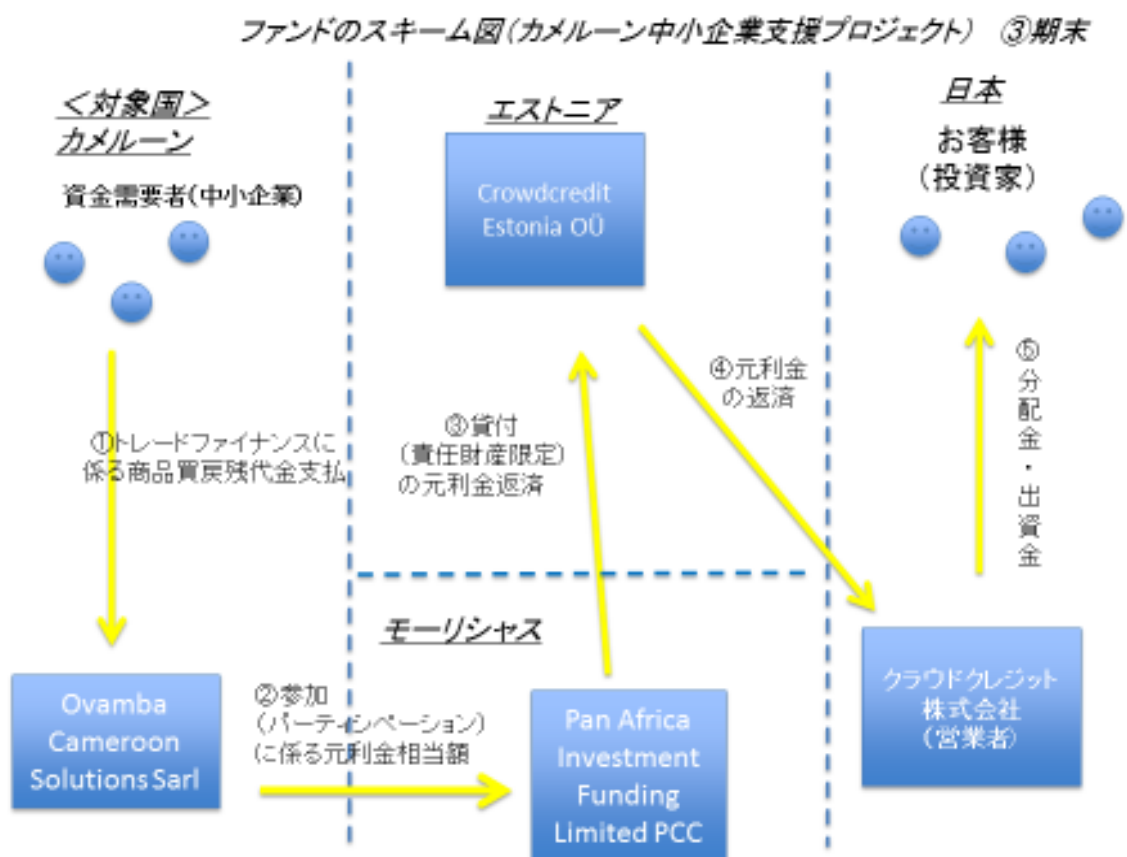 ファンドのスキーム図(カメルーン中小企業支援プロジェクト) ③期末
＜対象国＞
カメルーン
資金需要者(中小企業)
①トレードファイナンスに
係る商品買戻残代金支払
Ovamba
Cameroon
Solutions Sarl
②参加
(パーティシペーション)
に係る元利金相当額
エストニア
Crowdcredit
Estonia OÜ
③貸付
(責任財産限定)
の元利金返済
④元利金
の返済
モーリシャス
Pan Africa
Investment
Funding
Limited PCC
日本
お客様
(投資家)
⑤分配金・出資金
クラウドクレジット
株式会社
(営業者)